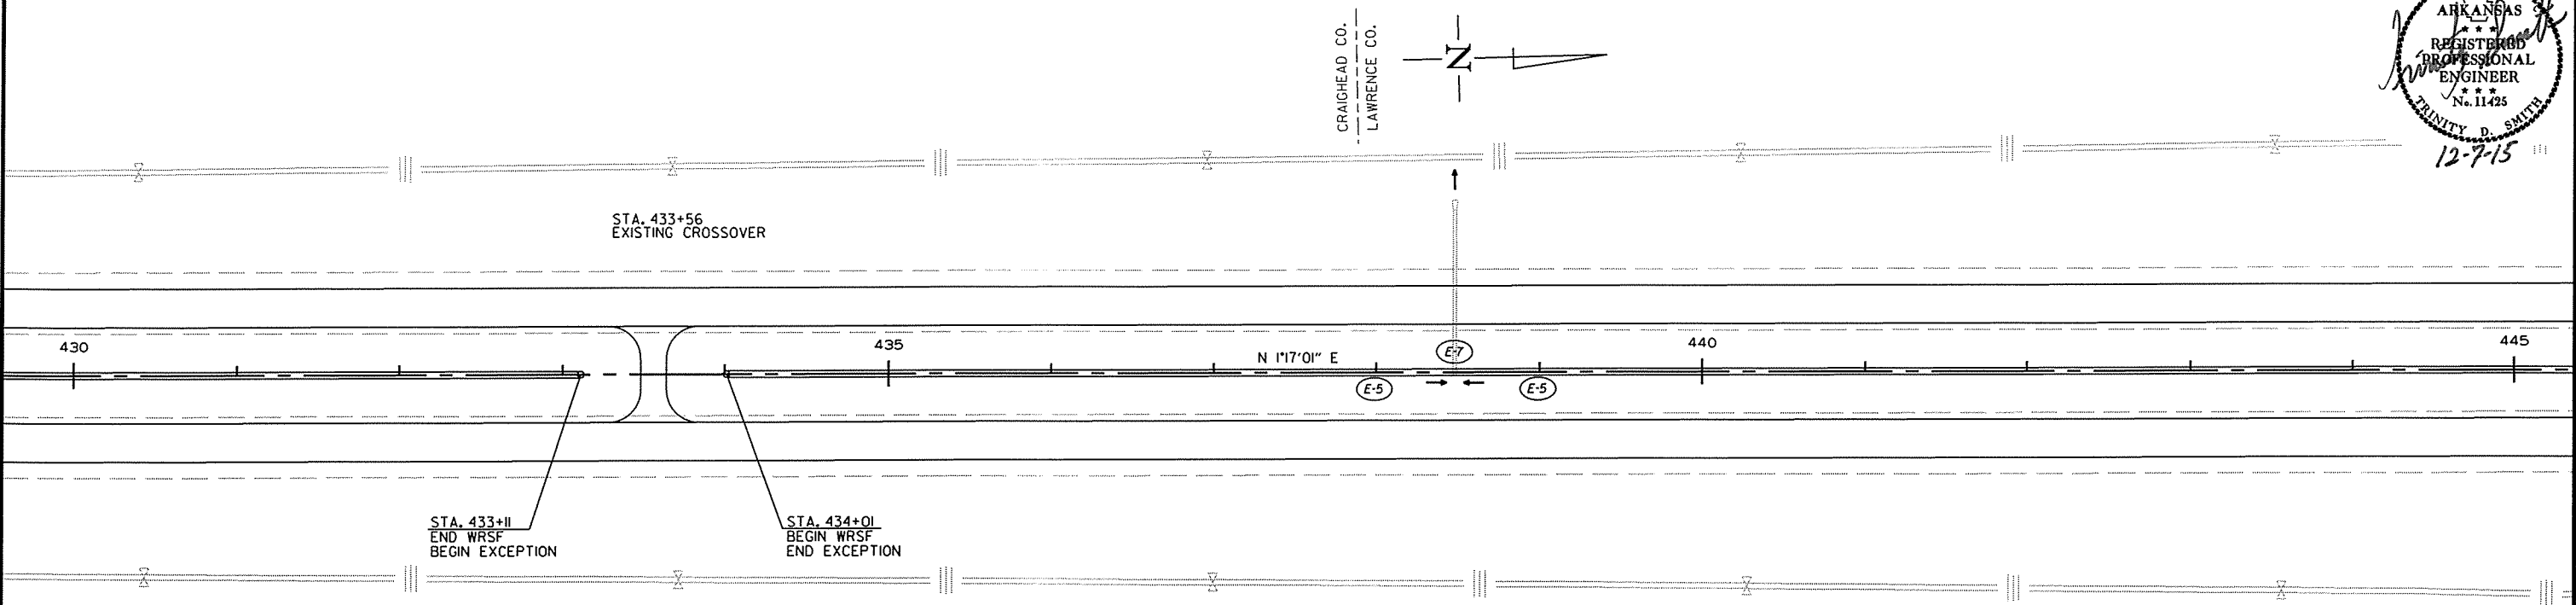 CRAIGHEAD CO.
LAWRENCE CO.
N
ARKANSAS
★ ★ ★
REGISTERED
PROFESSIONAL
ENGINEER
★ ★ ★
No. 11425
TRINITY D. SMITH
12-7-15
STA. 433+56
EXISTING CROSSOVER
430
435
440
445
N 1°17'01" E
E-7
E-5
E-5
STA. 433+11
END WRSF
BEGIN EXCEPTION
STA. 434+01
BEGIN WRSF
END EXCEPTION